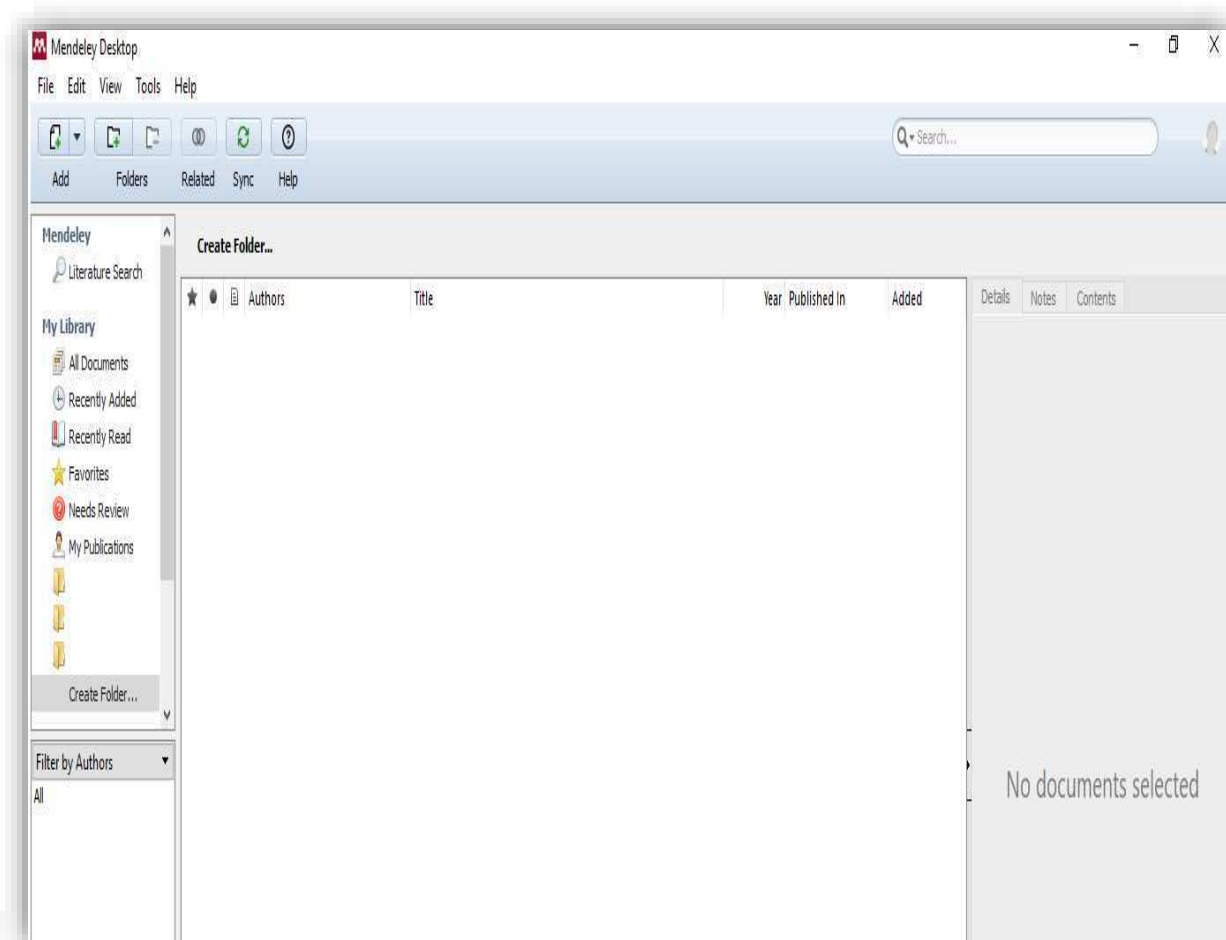 Mendeley Desktop
File Edit View Tools Help
Search...
Add Folders Related Sync Help
Mendeley
Literature Search
My Library
All Documents
Recently Added
Recently Read
Favorites
Needs Review
My Publications
Create Folder...
Filter by Authors
All
Create Folder...
Authors Title Year Published In Added
Details Notes Contents
No documents selected